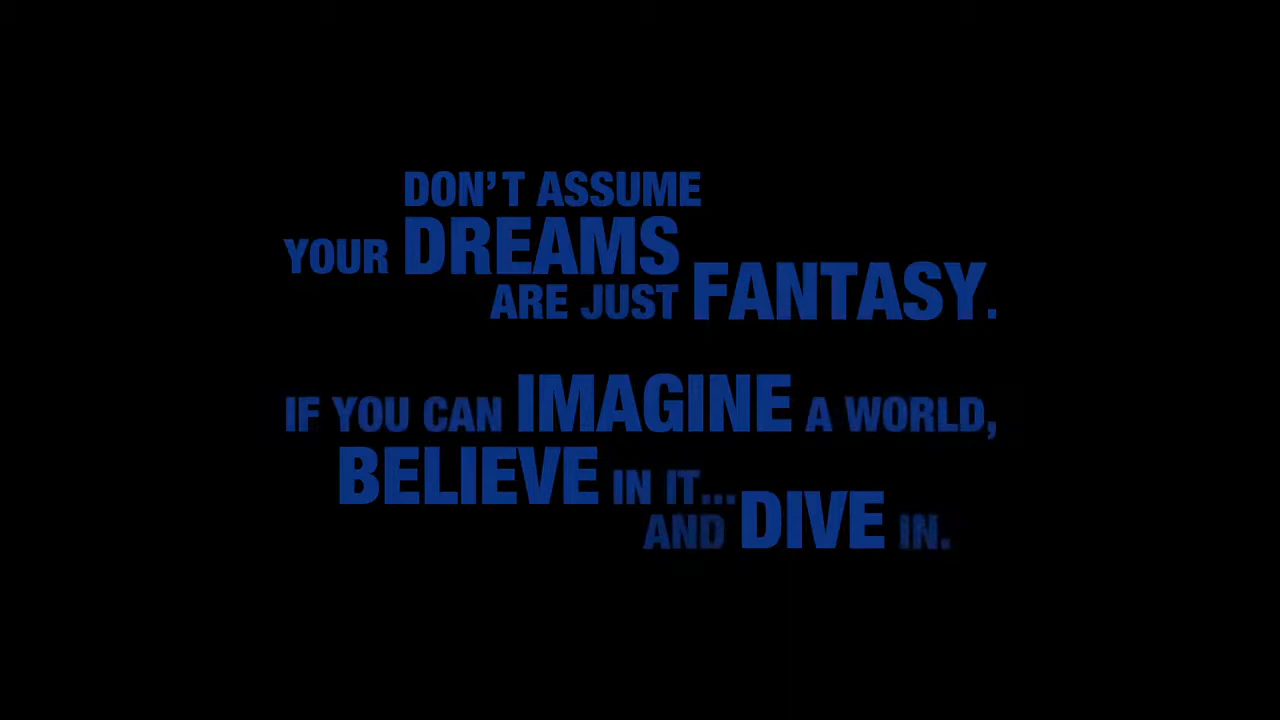 DON'T ASSUME
YOUR DREAMS
ARE JUST FANTASY.
IF YOU CAN IMAGINE A WORLD,
BELIEVE IN IT...
AND DIVE IN.